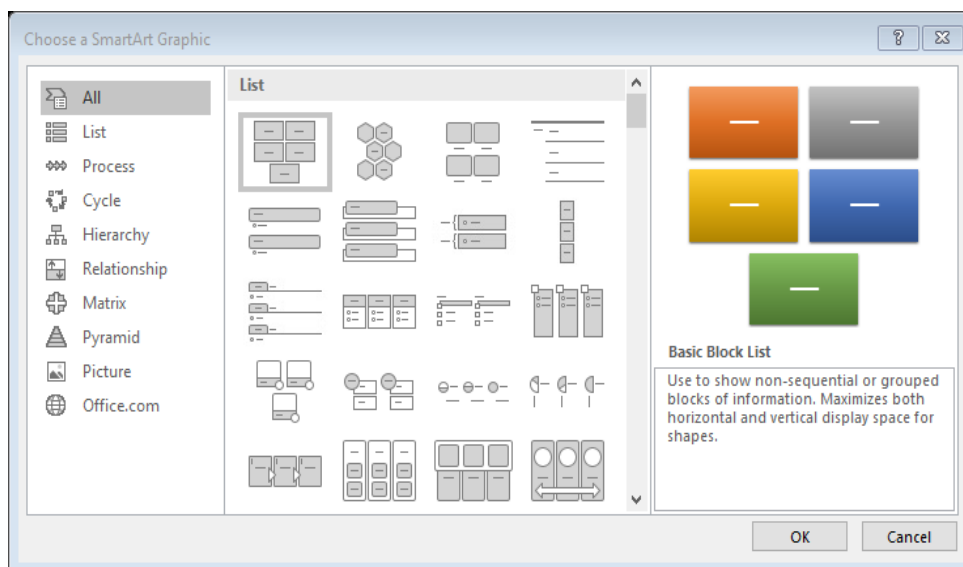 Choose a SmartArt Graphic
All
List
Process
Cycle
Hierarchy
Relationship
Matrix
Pyramid
Picture
Office.com
List
Basic Block List
Use to show non-sequential or grouped
blocks of information. Maximizes both
horizontal and vertical display space for
shapes.
OK
Cancel